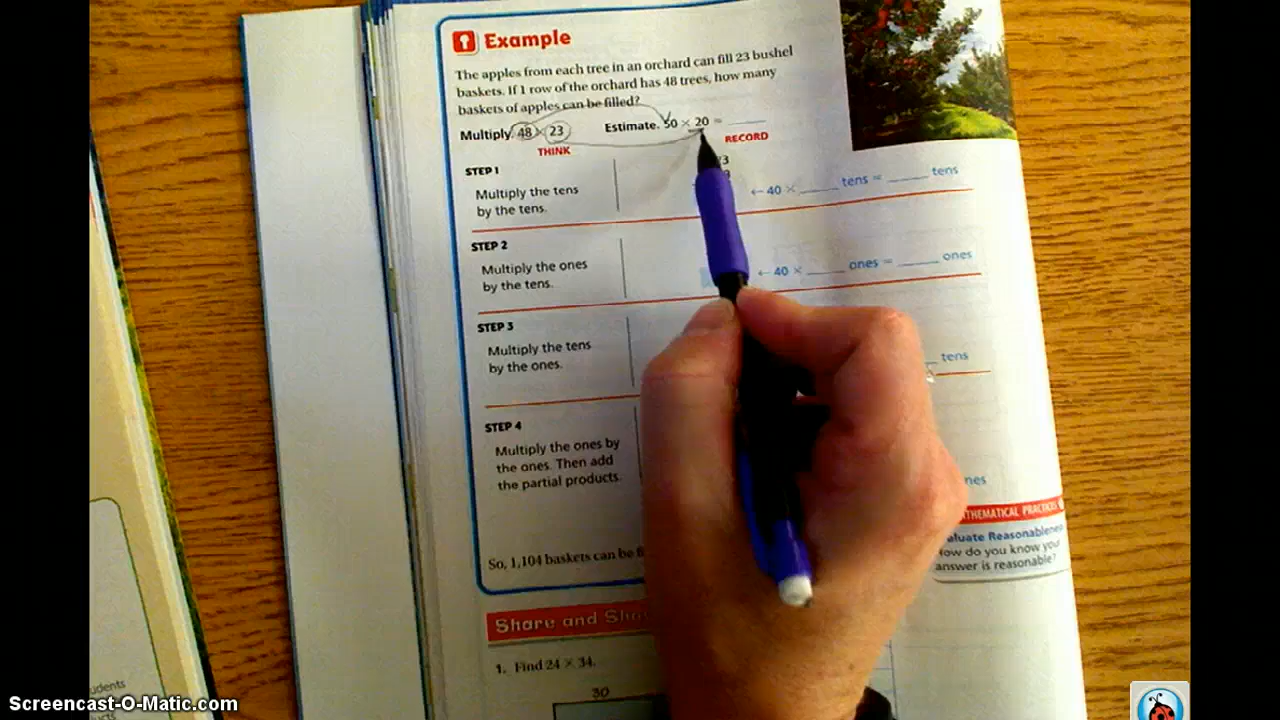 Example
The apples from each tree in an orchard can fill 23 bushel
baskets. If 1 row of the orchard has 48 trees, how many
baskets of apples can be filled?
Multiply. 48 × 23 Estimate. 50 × 20 = ____
THINK RECORD
STEP 1
Multiply the tens
by the tens.
←40 × ____ tens = ____ tens
STEP 2
Multiply the ones
by the tens.
←40 × ____ ones = ____ ones
STEP 3
Multiply the tens
by the ones.
tens
STEP 4
Multiply the ones by
the ones. Then add
the partial products.
So, 1,104 baskets can be
Reasonableness
How do you know your
answer is reasonable?
Share and
1. Find 24 × 34.
30
Screencast-O-Matic.com